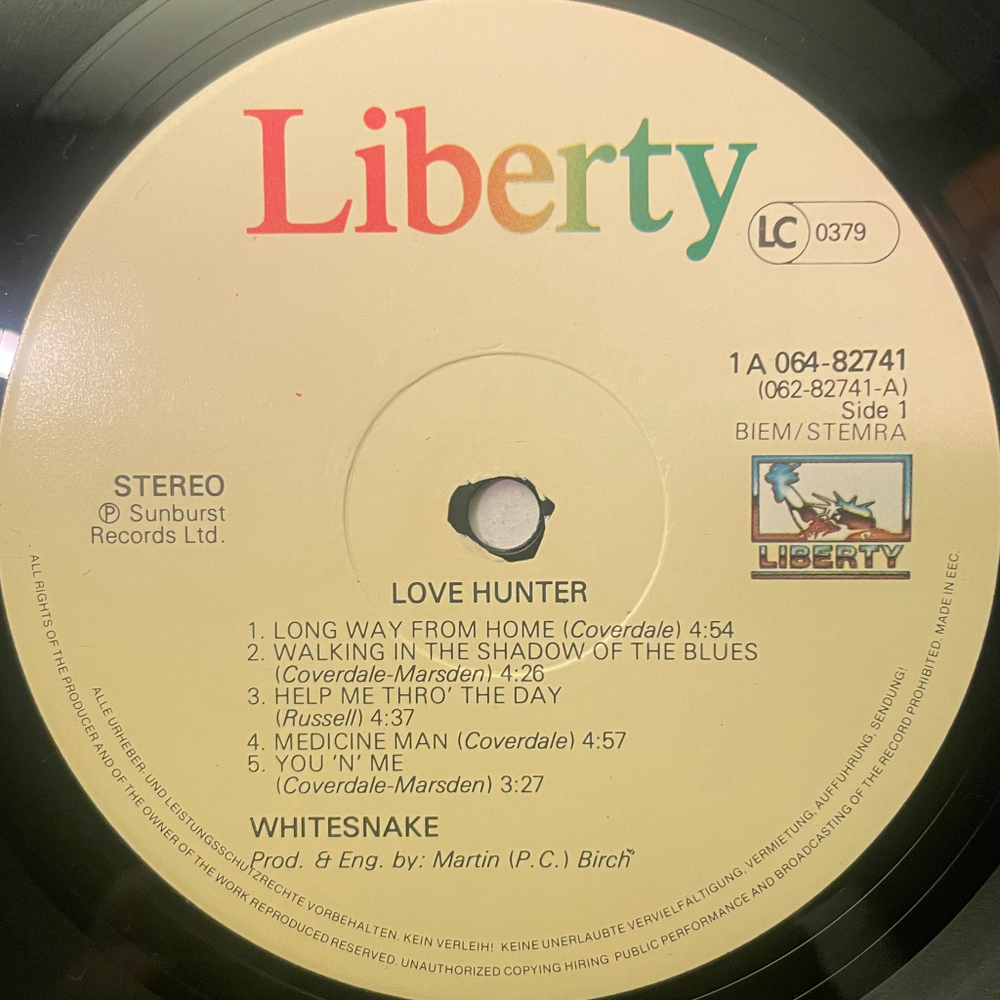 Liberty
LC 0379
1 A 064-82741
(062-82741-A)
Side 1
BIEM/STEMRA
LIBERTY
STEREO
℗ Sunburst
Records Ltd.
LOVE HUNTER
1. LONG WAY FROM HOME (Coverdale) 4:54
2. WALKING IN THE SHADOW OF THE BLUES
(Coverdale-Marsden) 4:26
3. HELP ME THRO' THE DAY
(Russell) 4:37
4. MEDICINE MAN (Coverdale) 4:57
5. YOU 'N' ME
(Coverdale-Marsden) 3:27
WHITESNAKE
Prod. & Eng. by: Martin (P.C.) Birch
ALLE URHEBER- UND LEISTUNGSSCHUTZRECHTE VORBEHALTEN. KEIN VERLEIH! KEINE UNERLAUBTE VERVIELFÄLTIGUNG, VERMIETUNG, AUFFÜHRUNG, SENDUNG!
ALL RIGHTS OF THE PRODUCER AND OF THE OWNER OF THE WORK REPRODUCED RESERVED. UNAUTHORIZED COPYING HIRING PUBLIC PERFORMANCE AND BROADCASTING OF THE RECORD PROHIBITED. MADE IN EEC.